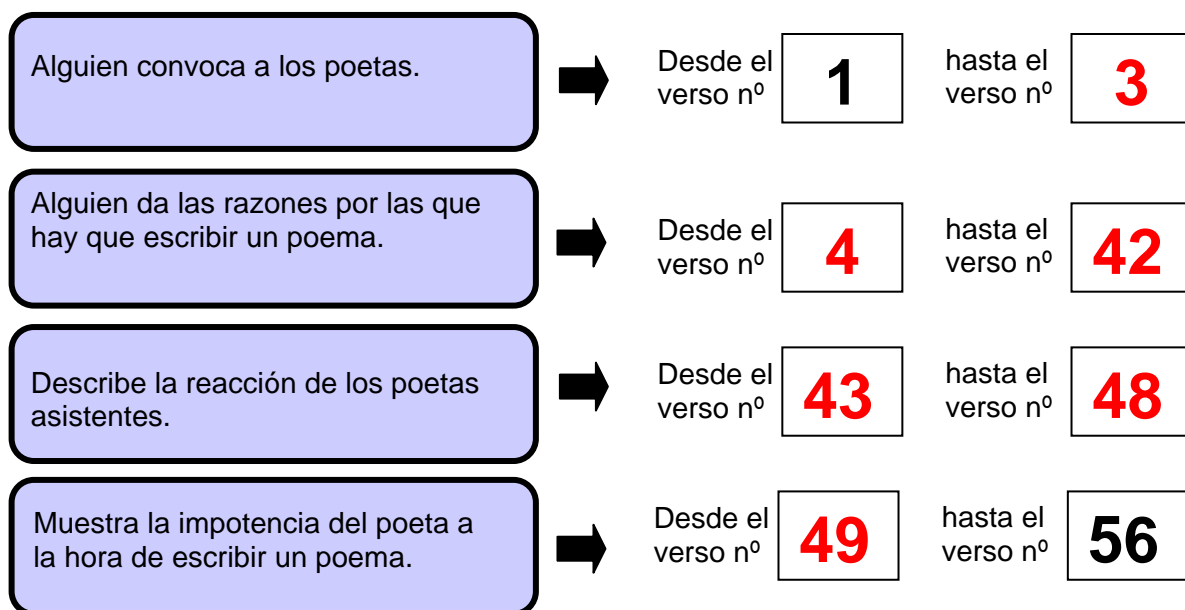 Alguien convoca a los poetas.
Desde el
verso nº
1
hasta el
verso nº
3
Alguien da las razones por las que
hay que escribir un poema.
Desde el
verso nº
4
hasta el
verso nº
42
Describe la reacción de los poetas
asistentes.
Desde el
verso nº
43
hasta el
verso nº
48
Muestra la impotencia del poeta a
la hora de escribir un poema.
Desde el
verso nº
49
hasta el
verso nº
56